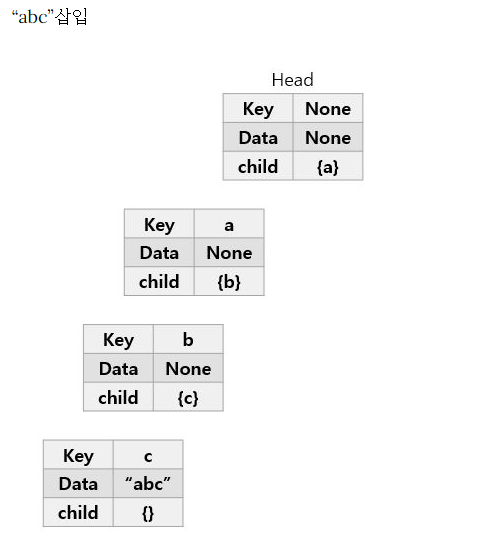 “abc”삽입
Head
Key None
Data None
child {a}
Key a
Data None
child {b}
Key b
Data None
child {c}
Key c
Data “abc”
child {}